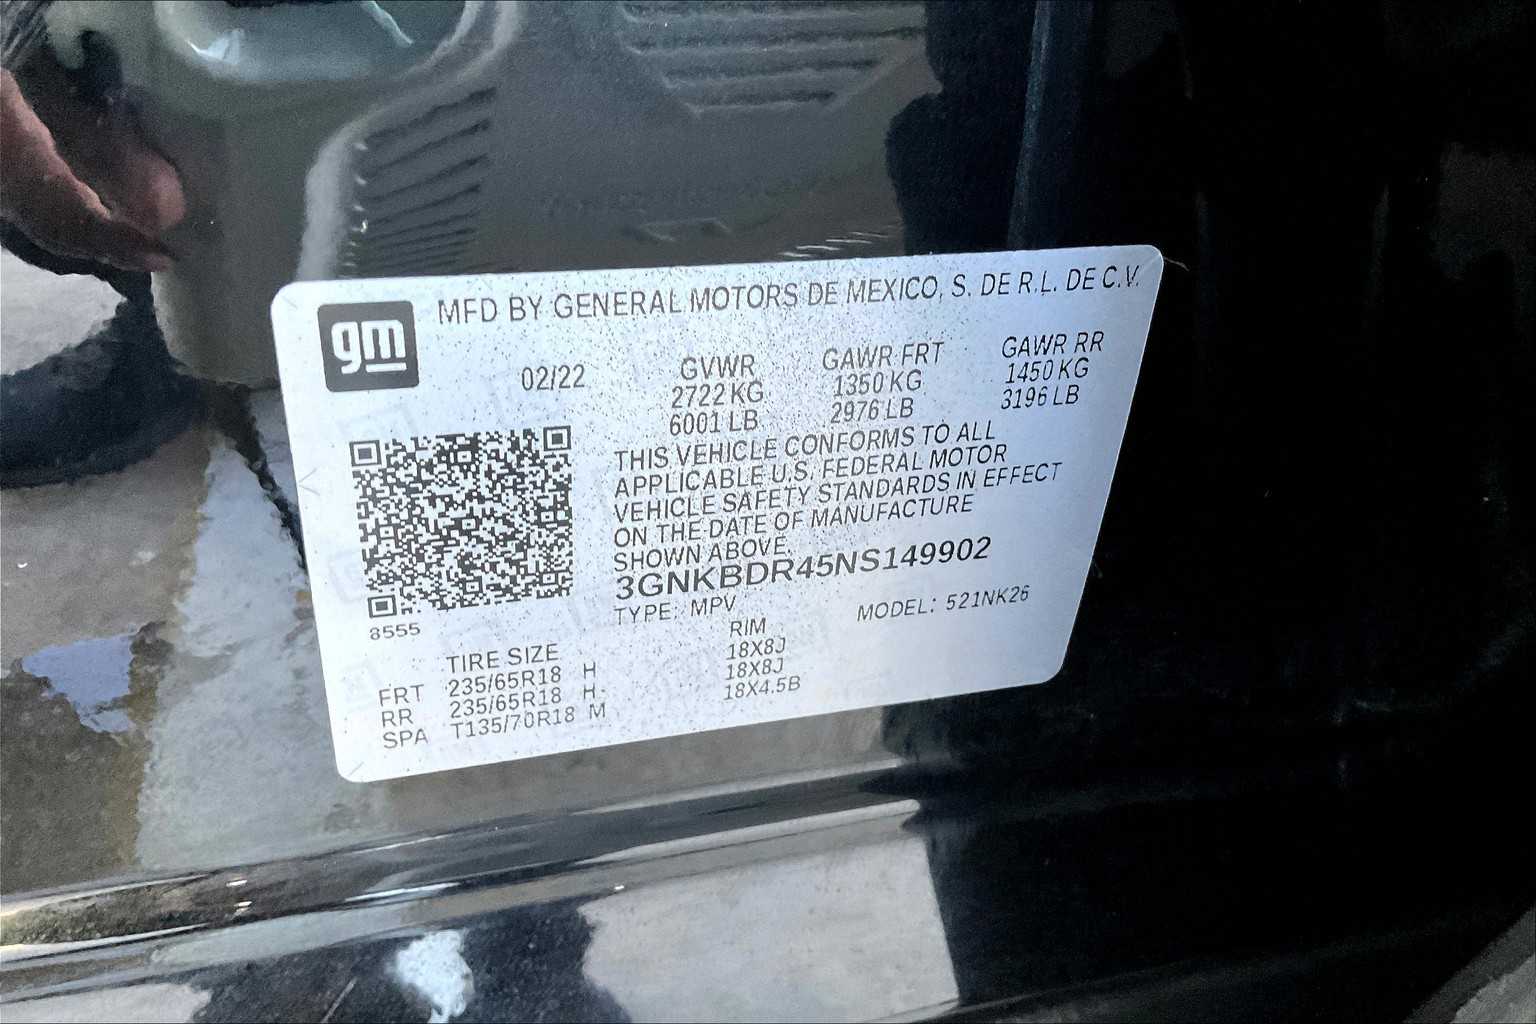 gm
MFD BY GENERAL MOTORS DE MEXICO, S. DE R.L. DE C.V.
02/22 GVWR GAWR FRT GAWR RR
2722 KG 1350 KG 1450 KG
6001 LB 2976 LB 3196 LB
THIS VEHICLE CONFORMS TO ALL
APPLICABLE U.S. FEDERAL MOTOR
VEHICLE SAFETY STANDARDS IN EFFECT
ON THE DATE OF MANUFACTURE
SHOWN ABOVE.
3GNKBDR45NS149902
TYPE: MPV MODEL: 521NK26
8555
TIRE SIZE RIM
FRT 235/65R18 H 18X8J
RR 235/65R18 H 18X8J
SPA T135/70R18 M 18X4.5B